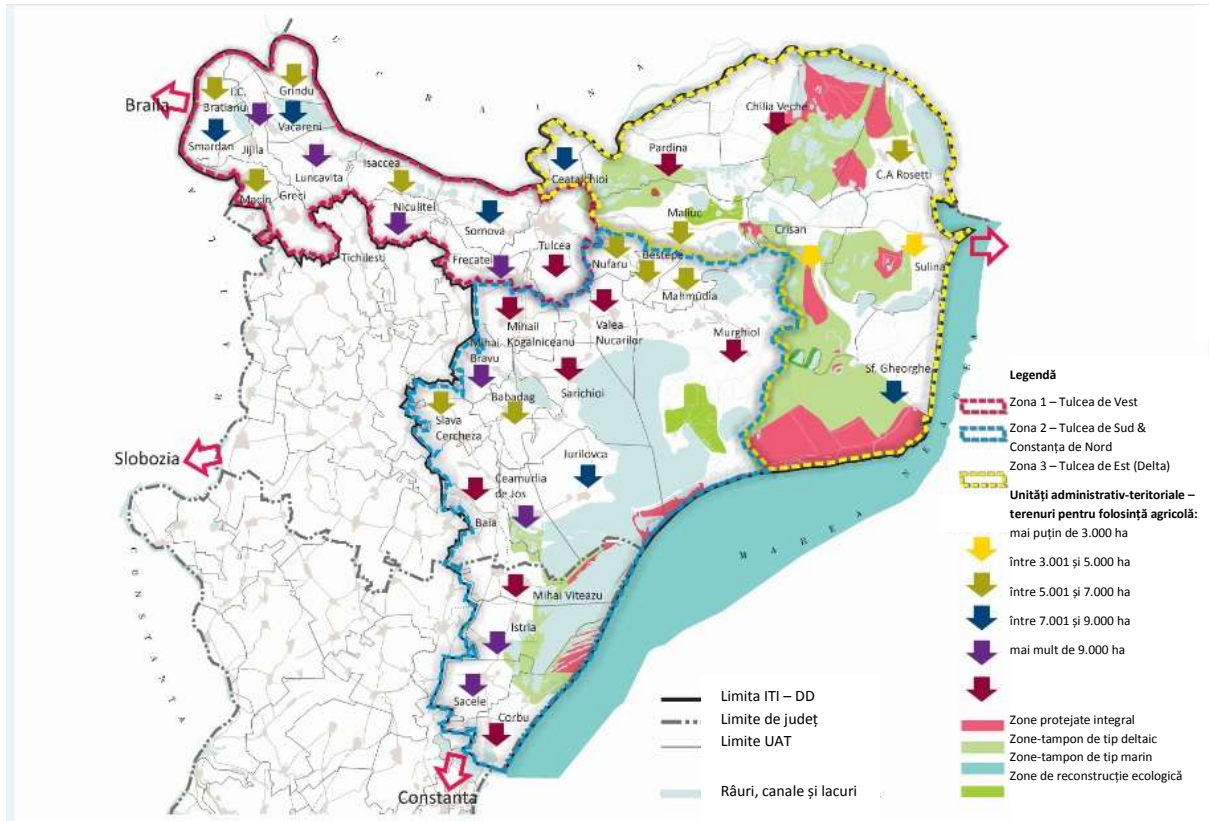 UCRAINA
Braila
I.C.
Bratianu
Grindu
Vacareni
Smardan
Jijila
Luncavita
Isaccea
Macin
Greci
Niculitel
Somova
Tichilesti
Frecatei
Tulcea
Ceatalchioi
Pardina
Chilia Veche
C.A Rosetti
Maliuc
Crisan
Sulina
Nufaru
Bestepe
Mahmudia
Mihail
Kogalniceanu
Valea
Nucarilor
Murghiol
Mihai
Bravu
Sarichioi
Babadag
Slava
Cercheza
Sf. Gheorghe
BRAILA
Slobozia
Jurilovca
Ceamurlia
de Jos
Baia
MAREA NEAGRA
CONSTANTA
Mihai Viteazu
Istria
Sacele
Corbu
Constanta
Legendă
Zona 1 – Tulcea de Vest
Zona 2 – Tulcea de Sud &
Constanța de Nord
Zona 3 – Tulcea de Est (Delta)
Unități administrativ-teritoriale –
terenuri pentru folosință agricolă:
mai puțin de 3.000 ha
între 3.001 și 5.000 ha
între 5.001 și 7.000 ha
între 7.001 și 9.000 ha
mai mult de 9.000 ha
Zone protejate integral
Zone-tampon de tip deltaic
Zone-tampon de tip marin
Zone de reconstrucție ecologică
Limita ITI – DD
Limite de județ
Limite UAT
Râuri, canale și lacuri